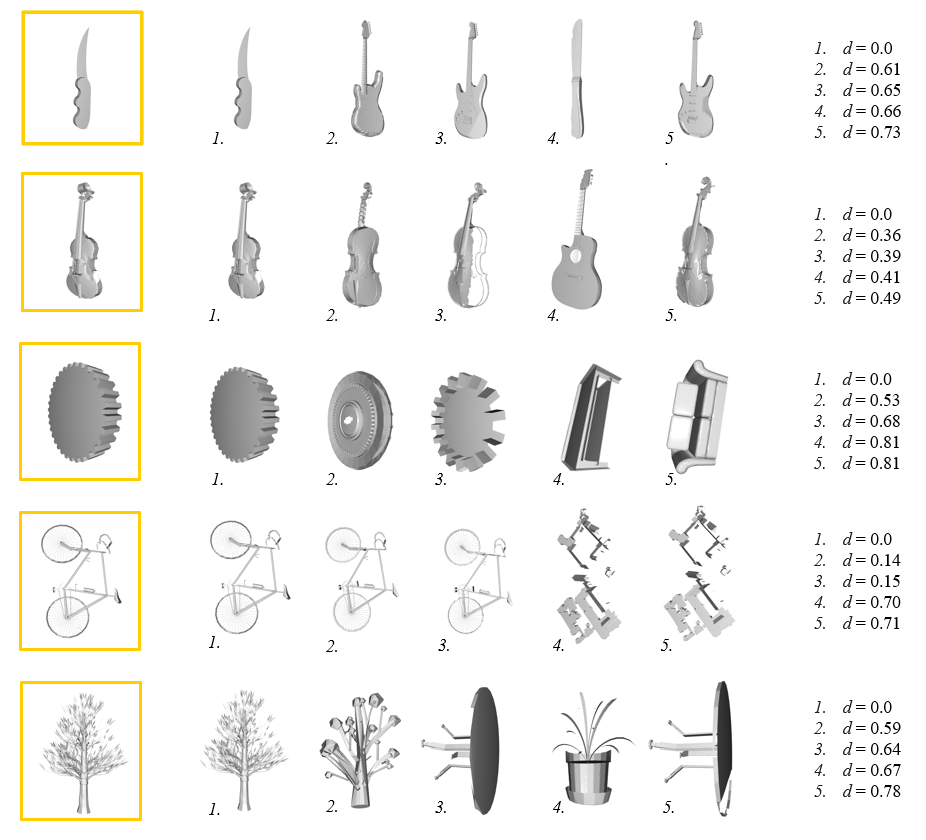 1. d = 0.0
2. d = 0.61
3. d = 0.65
4. d = 0.66
5. d = 0.73
1. 2. 3. 4. 5
.
1. d = 0.0
2. d = 0.36
3. d = 0.39
4. d = 0.41
5. d = 0.49
1. 2. 3. 4. 5.
1. d = 0.0
2. d = 0.53
3. d = 0.68
4. d = 0.81
5. d = 0.81
1. 2. 3. 4. 5.
1. d = 0.0
2. d = 0.14
3. d = 0.15
4. d = 0.70
5. d = 0.71
1. 2. 3. 4. 5.
1. d = 0.0
2. d = 0.59
3. d = 0.64
4. d = 0.67
5. d = 0.78
1. 2. 3. 4. 5.